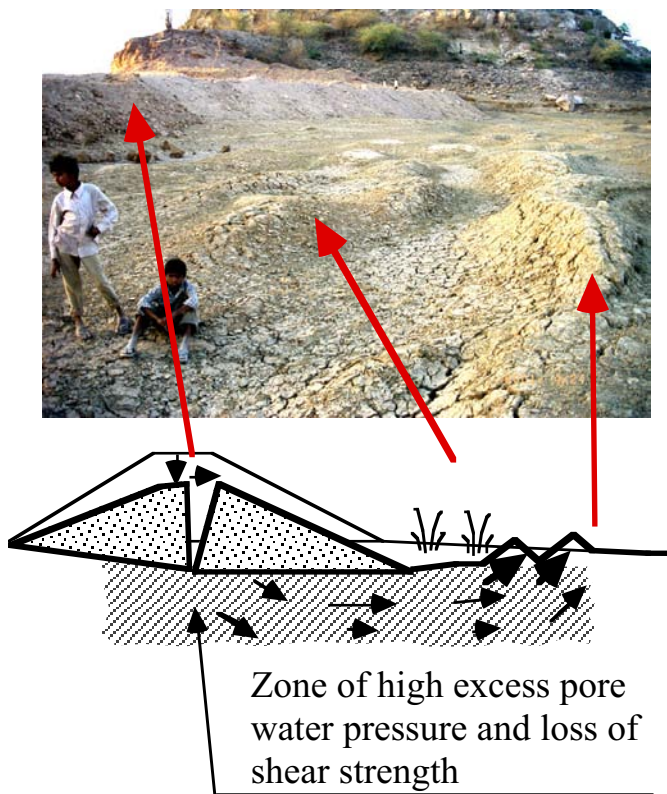 Zone of high excess pore
water pressure and loss of
shear strength